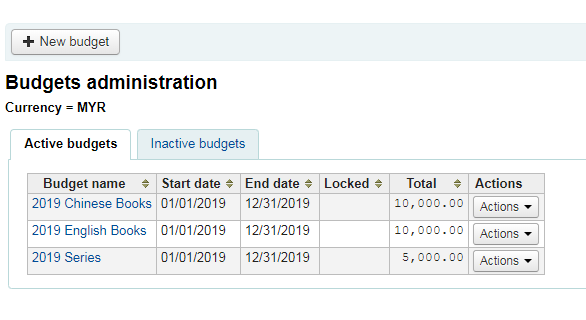 + New budget
Budgets administration
Currency = MYR
Active budgets Inactive budgets
Budget name Start date End date Locked Total Actions
2019 Chinese Books 01/01/2019 12/31/2019 10,000.00 Actions
2019 English Books 01/01/2019 12/31/2019 10,000.00 Actions
2019 Series 01/01/2019 12/31/2019 5,000.00 Actions